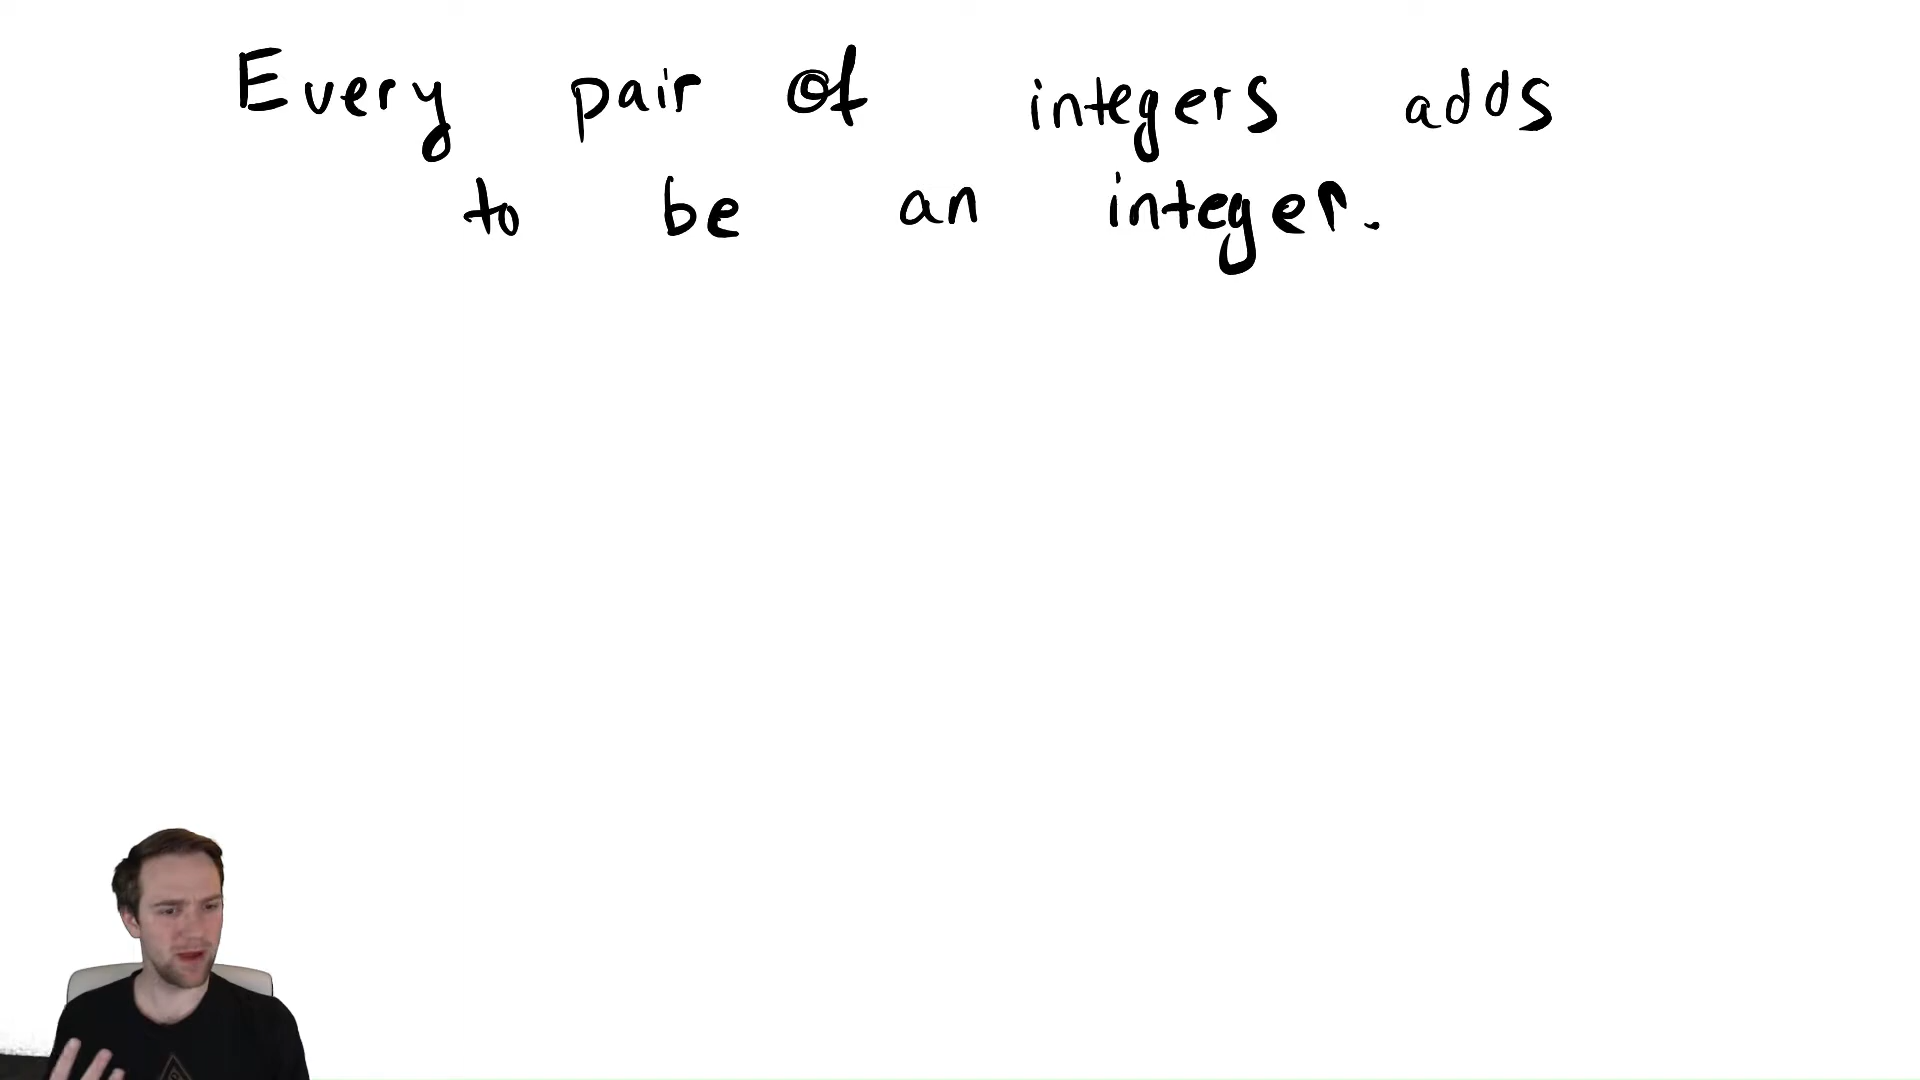 Every pair of integers adds
to be an integer.